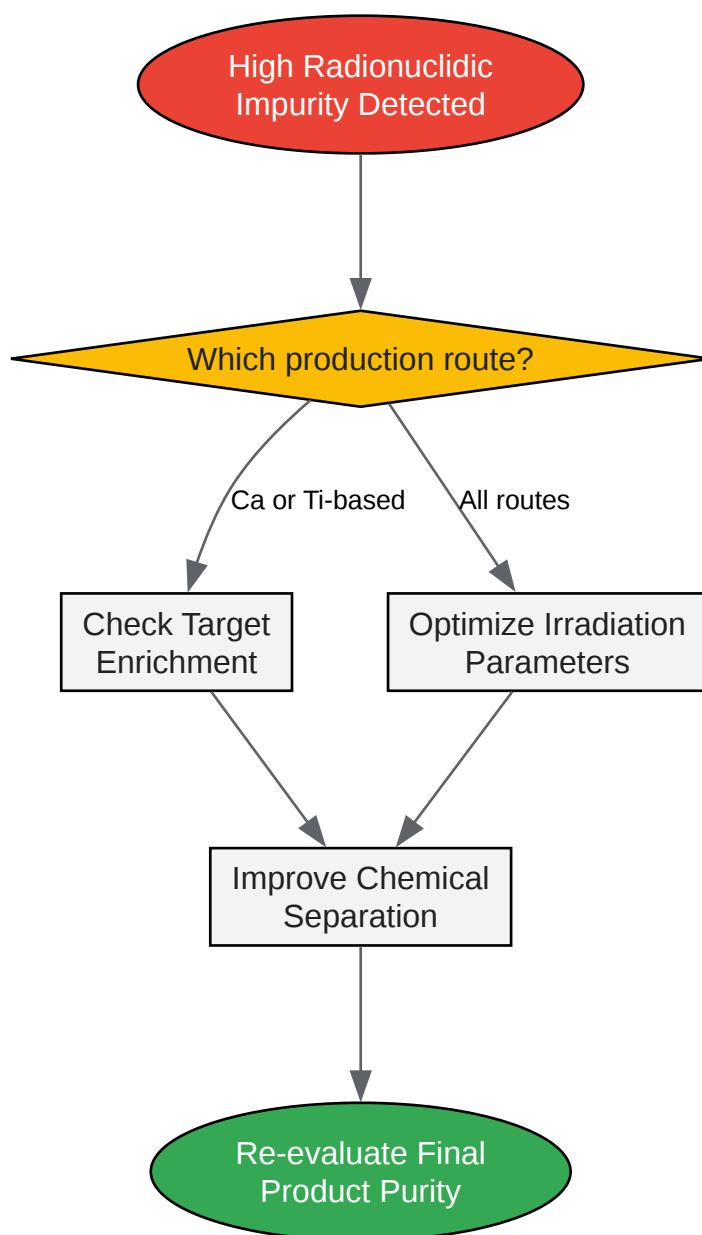 High Radionuclidic
Impurity Detected
Which production route?
Ca or Ti-based
All routes
Check Target
Enrichment
Optimize Irradiation
Parameters
Improve Chemical
Separation
Re-evaluate Final
Product Purity